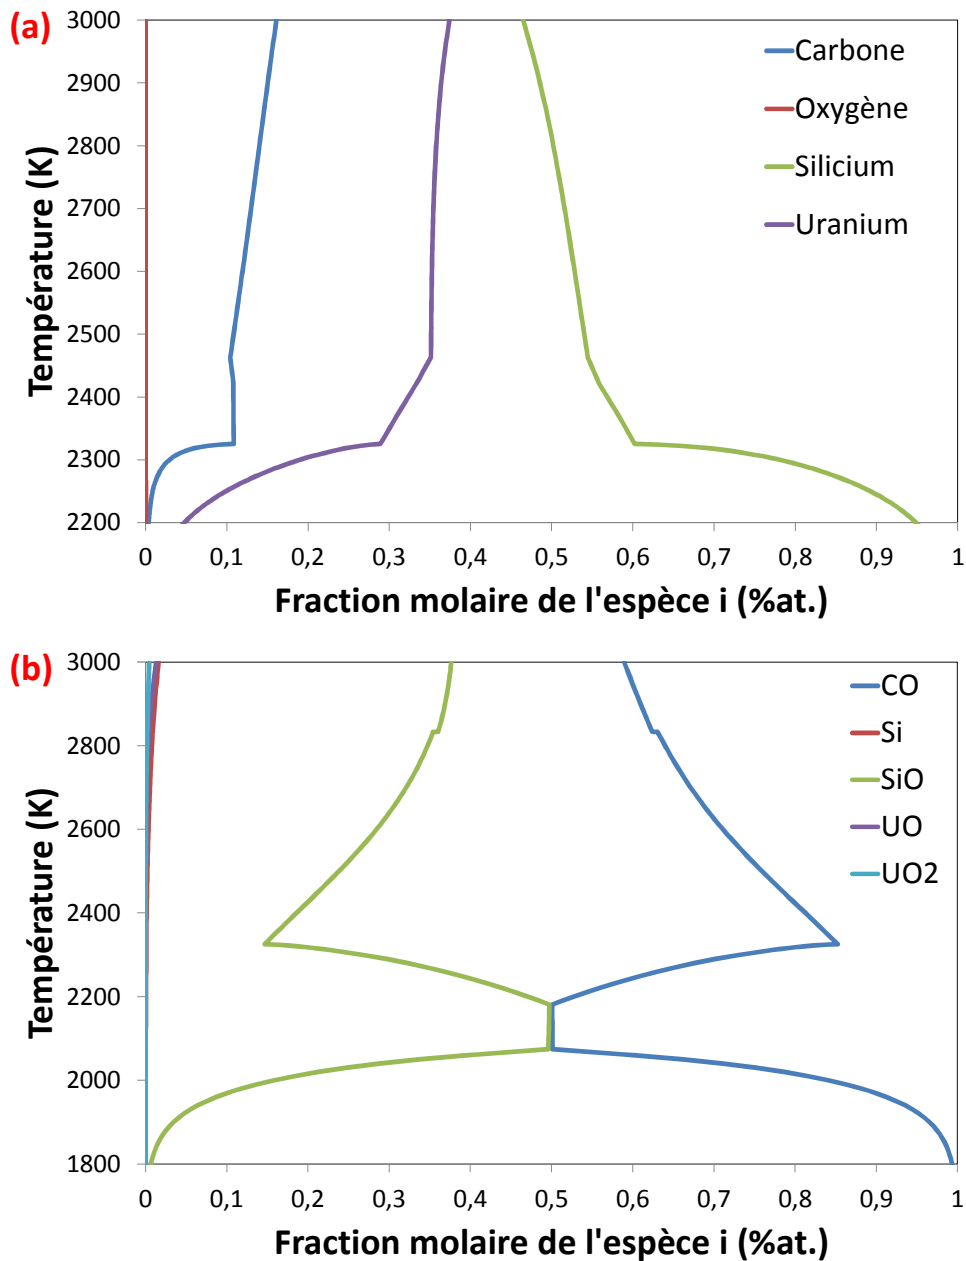 (a)
3000
2900
2800
2700
2600
2500
2400
2300
2200
Température (K)
Carbone
Oxygène
Silicium
Uranium
0 0,1 0,2 0,3 0,4 0,5 0,6 0,7 0,8 0,9 1
Fraction molaire de l'espèce i (%at.)
(b)
3000
2800
2600
2400
2200
2000
1800
Température (K)
CO
Si
SiO
UO
UO2
0 0,1 0,2 0,3 0,4 0,5 0,6 0,7 0,8 0,9 1
Fraction molaire de l'espèce i (%at.)